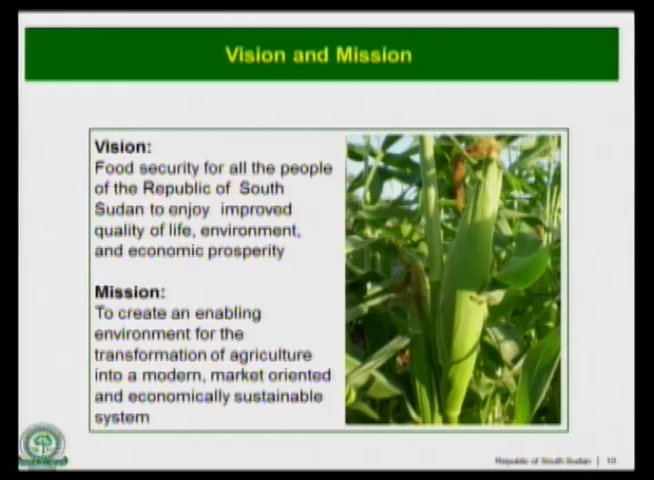 Vision and Mission
Vision:
Food security for all the people
of the Republic of South
Sudan to enjoy improved
quality of life, environment,
and economic prosperity
Mission:
To create an enabling
environment for the
transformation of agriculture
into a modern, market oriented
and economically sustainable
system
Republic of South Sudan | 10